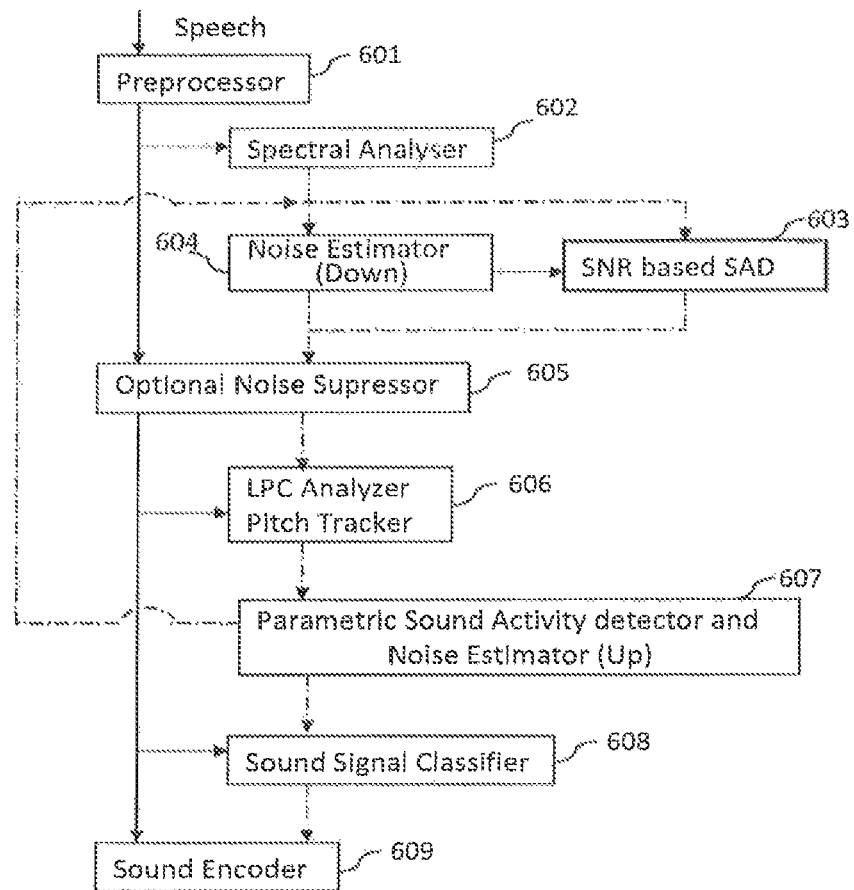 Speech
601
Preprocessor
602
Spectral Analyser
603
604
Noise Estimator
(Down)
SNR based SAD
Optional Noise Supressor
605
LPC Analyzer
Pitch Tracker
606
607
Parametric Sound Activity detector and
Noise Estimator (Up)
608
Sound Signal Classifier
Sound Encoder
609